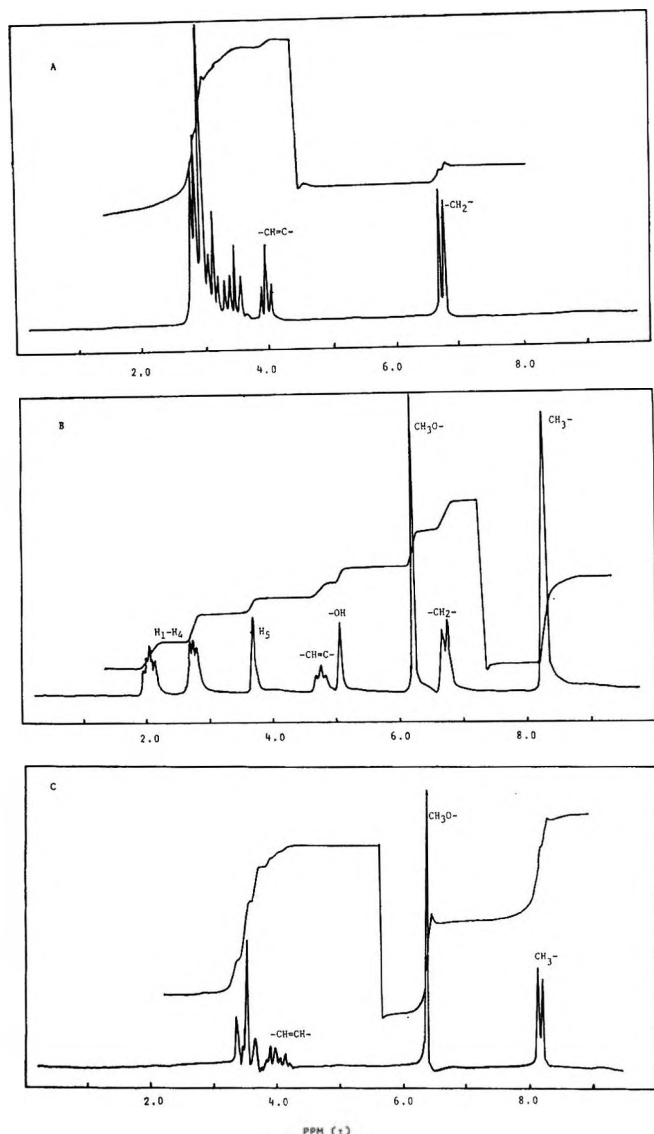 A
-CH=C-
-CH₂-
2.0 4.0 6.0 8.0
B
CH₃O-
CH₃-
H₁-H₄
H₅
-CH=C-
-OH
-CH₂-
2.0 4.0 6.0 8.0
C
CH₃O-
CH₃-
-CH=CH-
2.0 4.0 6.0 8.0
PPM (τ)